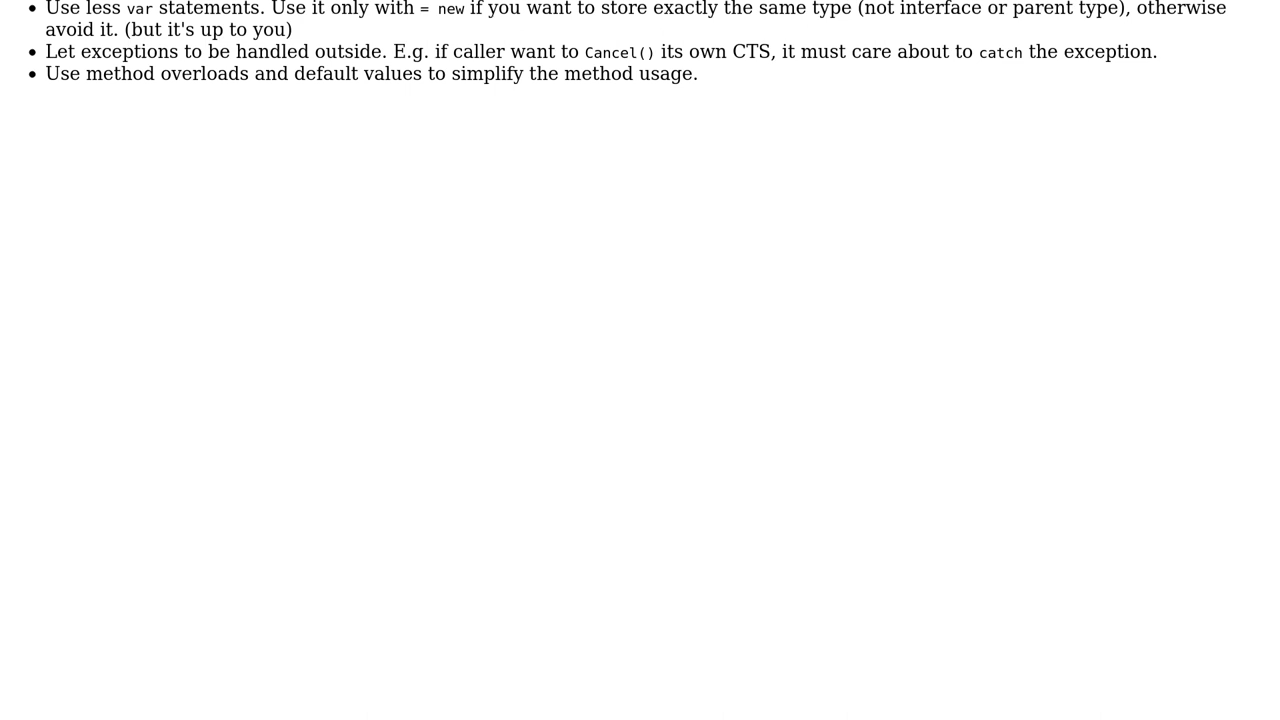 • Use less var statements. Use it only with = new if you want to store exactly the same type (not interface or parent type), otherwise
avoid it. (but it's up to you)
• Let exceptions to be handled outside. E.g. if caller want to Cancel() its own CTS, it must care about to catch the exception.
• Use method overloads and default values to simplify the method usage.